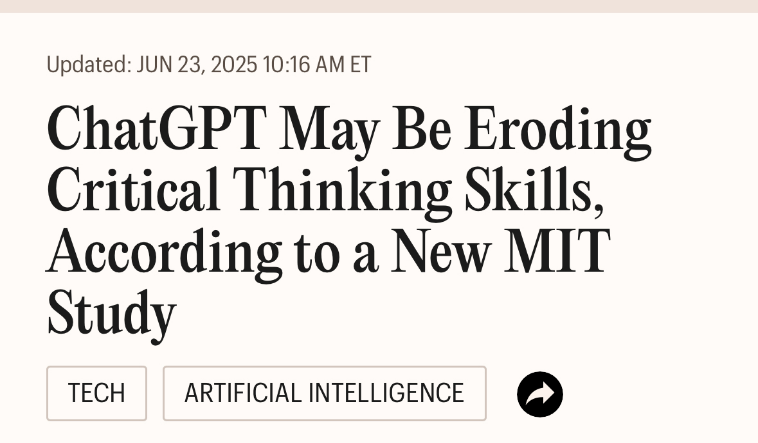 Updated: JUN 23, 2025 10:16 AM ET
ChatGPT May Be Eroding
Critical Thinking Skills,
According to a New MIT
Study
TECH
ARTIFICIAL INTELLIGENCE